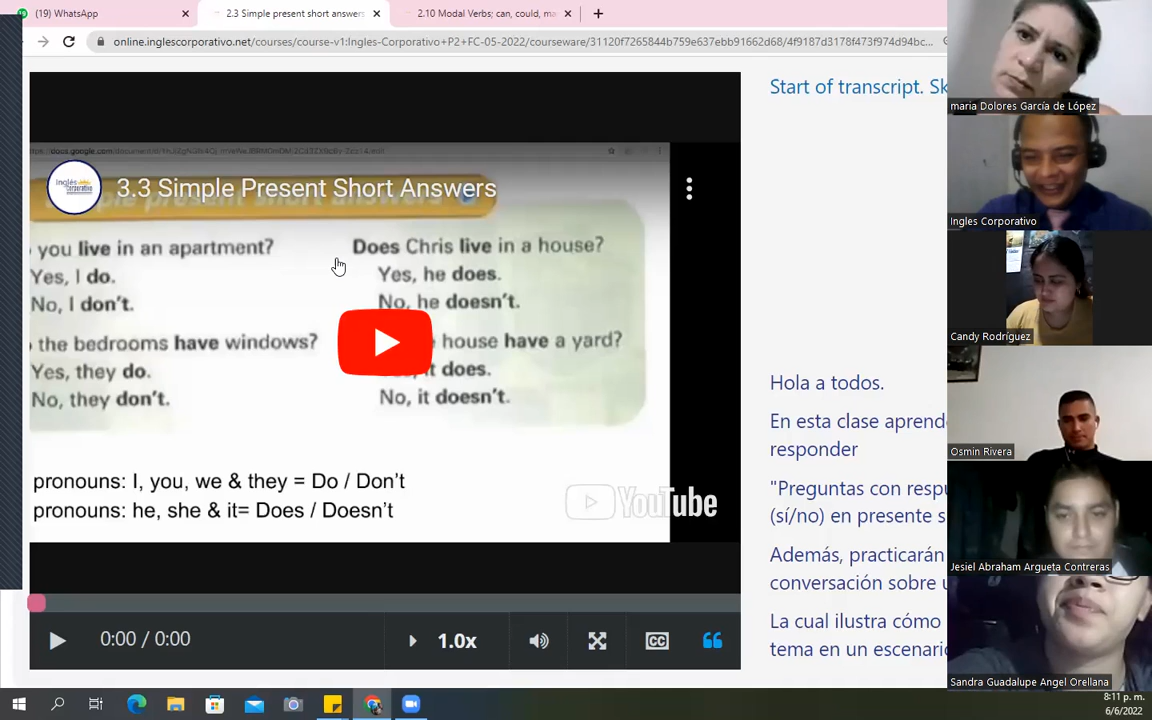 (19) WhatsApp
2.3 Simple present short answers
2.10 Modal Verbs; can, could, ma
online.inglescorporativo.net/courses/course-v1:Ingles-Corporativo+P2+FC-05-2022/courseware/31120f7265844b759e637ebb91662d68/4f9187d3178f473f974d94bc...
3.3 Simple Present Short Answers
you live in an apartment?
Yes, I do.
No, I don't.
the bedrooms have windows?
Yes, they do.
No, they don't.
Does Chris live in a house?
Yes, he does.
No, he doesn't.
house have a yard?
it does.
No, it doesn't.
pronouns: I, you, we & they = Do / Don't
pronouns: he, she & it= Does / Doesn't
YouTube
0:00 / 0:00
1.0x
CC
Start of transcript. Sk
Hola a todos.
En esta clase aprend
responder
"Preguntas con resp
(sí/no) en presente s
Además, practicarán
conversación sobre u
La cual ilustra cómo
tema en un escenari
maria Dolores García de López
Ingles Corporativo
Candy Rodríguez
Osmin Rivera
Jesiel Abraham Argueta Contreras
Sandra Guadalupe Angel Orellana
8:11 p. m.
6/6/2022